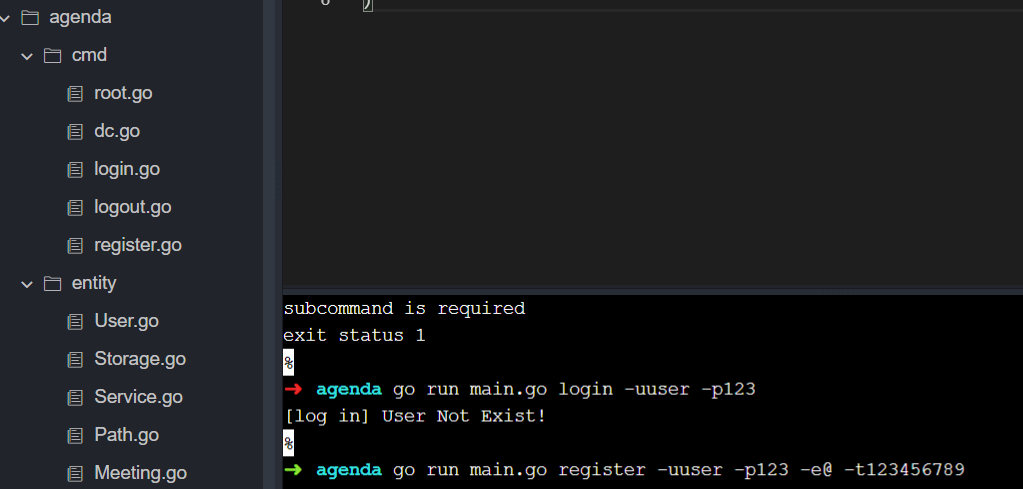 agenda
cmd
root.go
dc.go
login.go
logout.go
register.go
entity
User.go
Storage.go
Service.go
Path.go
Meeting.go
)
subcommand is required
exit status 1
%
➜ agenda go run main.go login -uuser -p123
[log in] User Not Exist!
%
➜ agenda go run main.go register -uuser -p123 -e@ -t123456789